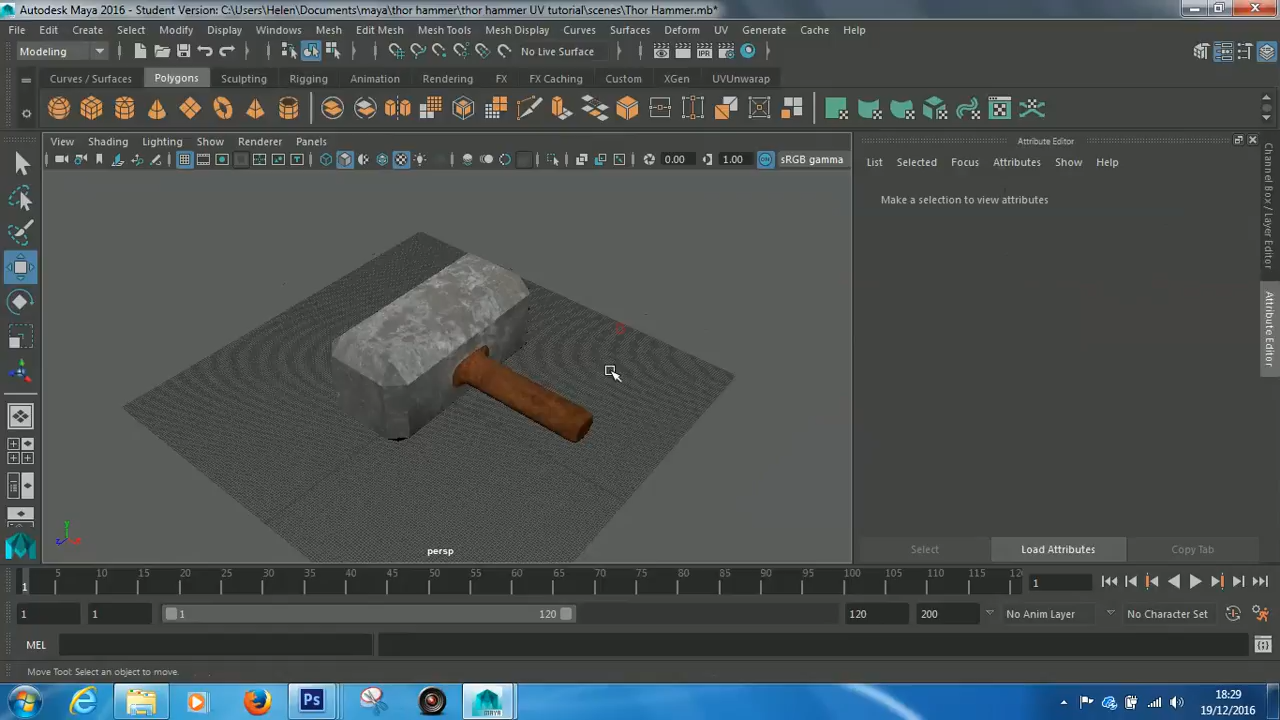 Autodesk Maya 2016 - Student Version: C:\Users\Helen\Documents\maya\thor hammer\thor hammer UV tutorial\scenes\Thor Hammer.mb*
File Edit Create Select Modify Display Windows Mesh Edit Mesh Mesh Tools Mesh Display Curves Surfaces Deform UV Generate Cache Help
Modeling No Live Surface
Curves / Surfaces Polygons Sculpting Rigging Animation Rendering FX FX Caching Custom XGen UVUnwarap
View Shading Lighting Show Renderer Panels
Attribute Editor
0.00 1.00 sRGB gamma
List Selected Focus Attributes Show Help
Make a selection to view attributes
Channel Box / Layer Editor
Attribute Editor
persp
Select Load Attributes Copy Tab
1 5 10 15 20 25 30 35 40 45 50 55 60 65 70 75 80 85 90 95 100 105 110 115 12 1
1 1 1 120 120 200 No Anim Layer No Character Set
MEL
Move Tool: Select an object to move.
Ps MAYA
18:29
19/12/2016